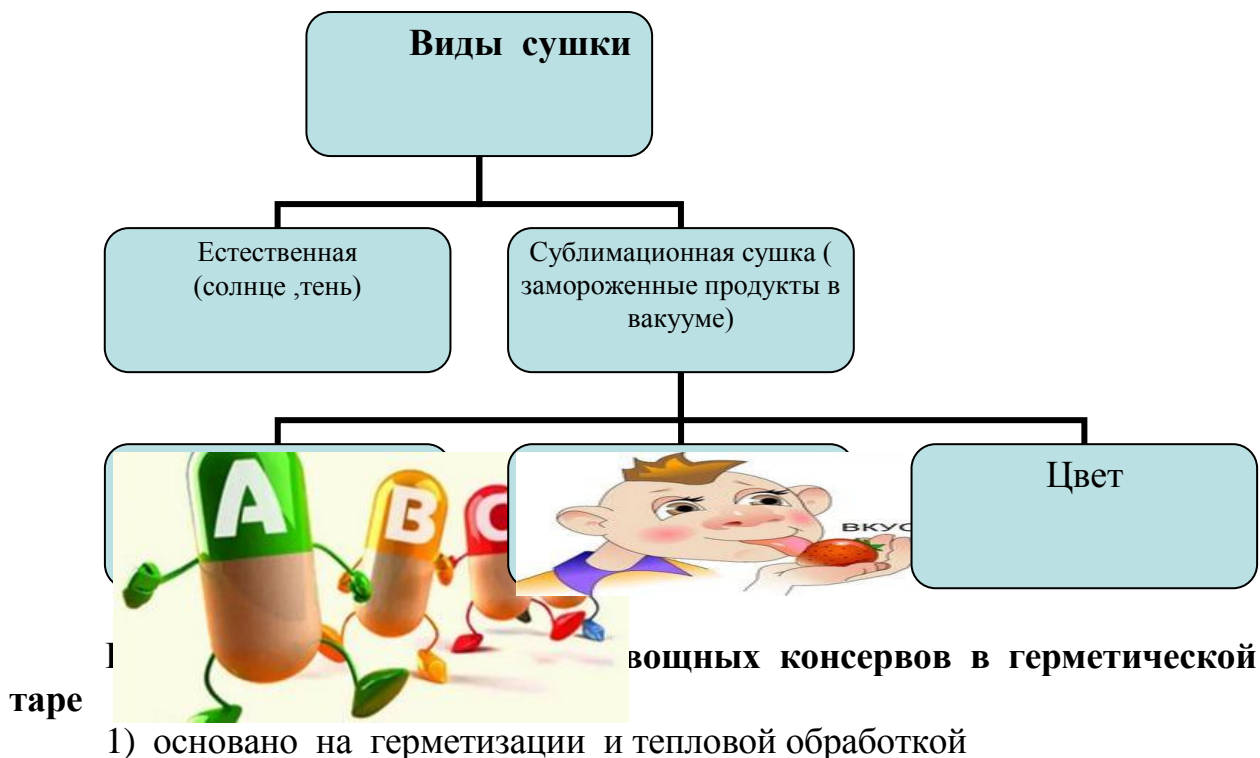 Виды сушки
Естественная
(солнце ,тень)
Сублимационная сушка (
замороженные продукты в
вакууме)
A B C
ВКУС
Цвет
вощных консервов в герметической
таре
1) основано на герметизации и тепловой обработкой